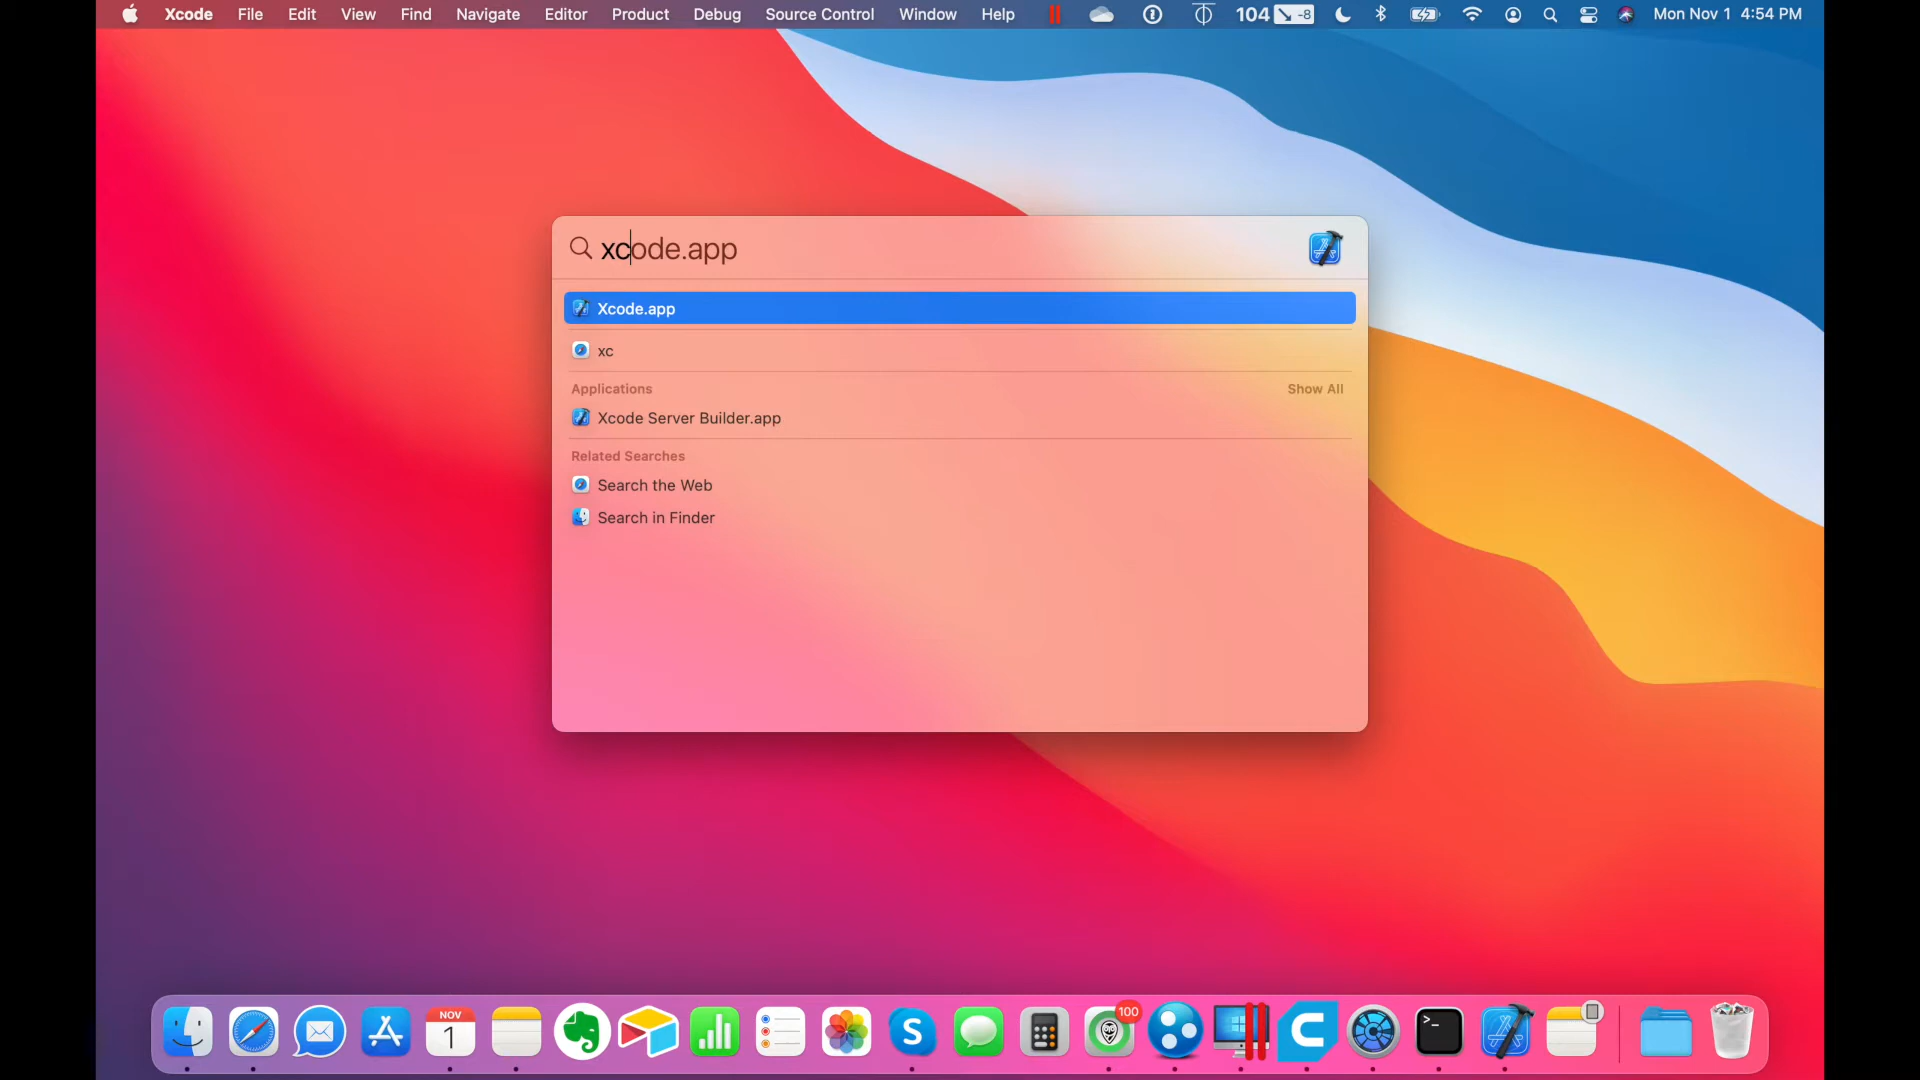 Xcode File Edit View Find Navigate Editor Product Debug Source Control Window Help 104 -8 Mon Nov 1 4:54 PM
xcode.app
Xcode.app
xc
Applications Show All
Xcode Server Builder.app
Related Searches
Search the Web
Search in Finder
NOV
1
S
100
C
>_